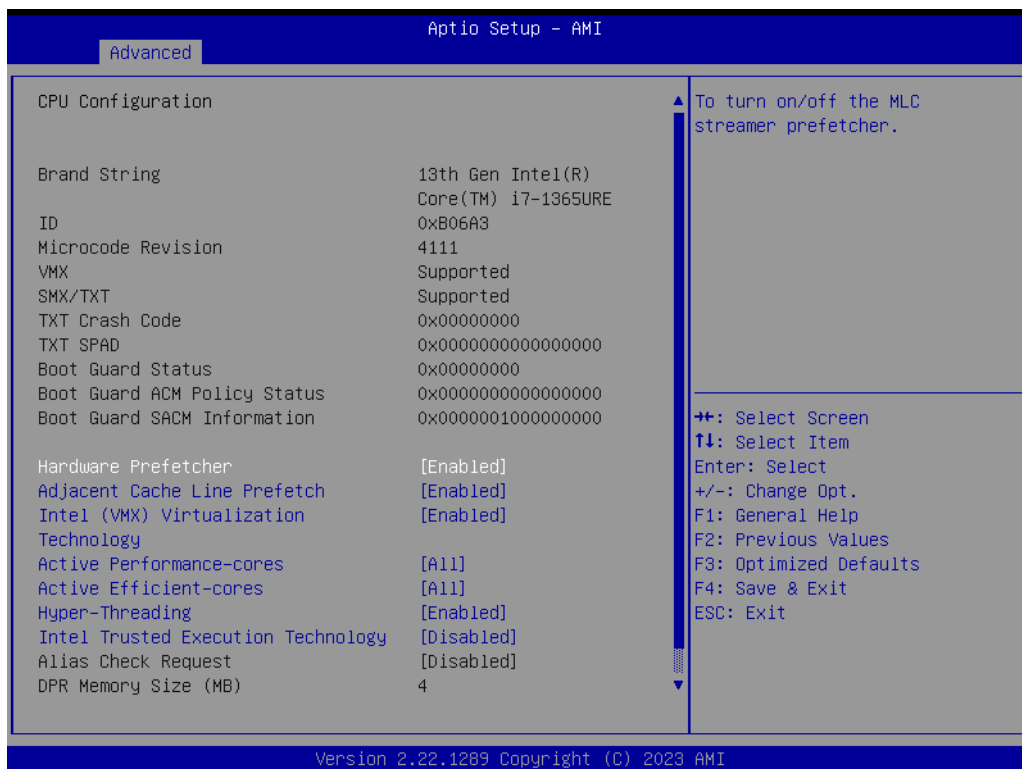 Aptio Setup – AMI
Advanced
CPU Configuration
Brand String 13th Gen Intel(R)
Core(TM) i7-1365URE
ID 0xB06A3
Microcode Revision 4111
VMX Supported
SMX/TXT Supported
TXT Crash Code 0x00000000
TXT SPAD 0x0000000000000000
Boot Guard Status 0x00000000
Boot Guard ACM Policy Status 0x0000000000000000
Boot Guard SACM Information 0x0000001000000000
Hardware Prefetcher [Enabled]
Adjacent Cache Line Prefetch [Enabled]
Intel (VMX) Virtualization [Enabled]
Technology
Active Performance-cores [All]
Active Efficient-cores [All]
Hyper-Threading [Enabled]
Intel Trusted Execution Technology [Disabled]
Alias Check Request [Disabled]
DPR Memory Size (MB) 4
To turn on/off the MLC
streamer prefetcher.
→←: Select Screen
↑↓: Select Item
Enter: Select
+/-: Change Opt.
F1: General Help
F2: Previous Values
F3: Optimized Defaults
F4: Save & Exit
ESC: Exit
Version 2.22.1289 Copyright (C) 2023 AMI